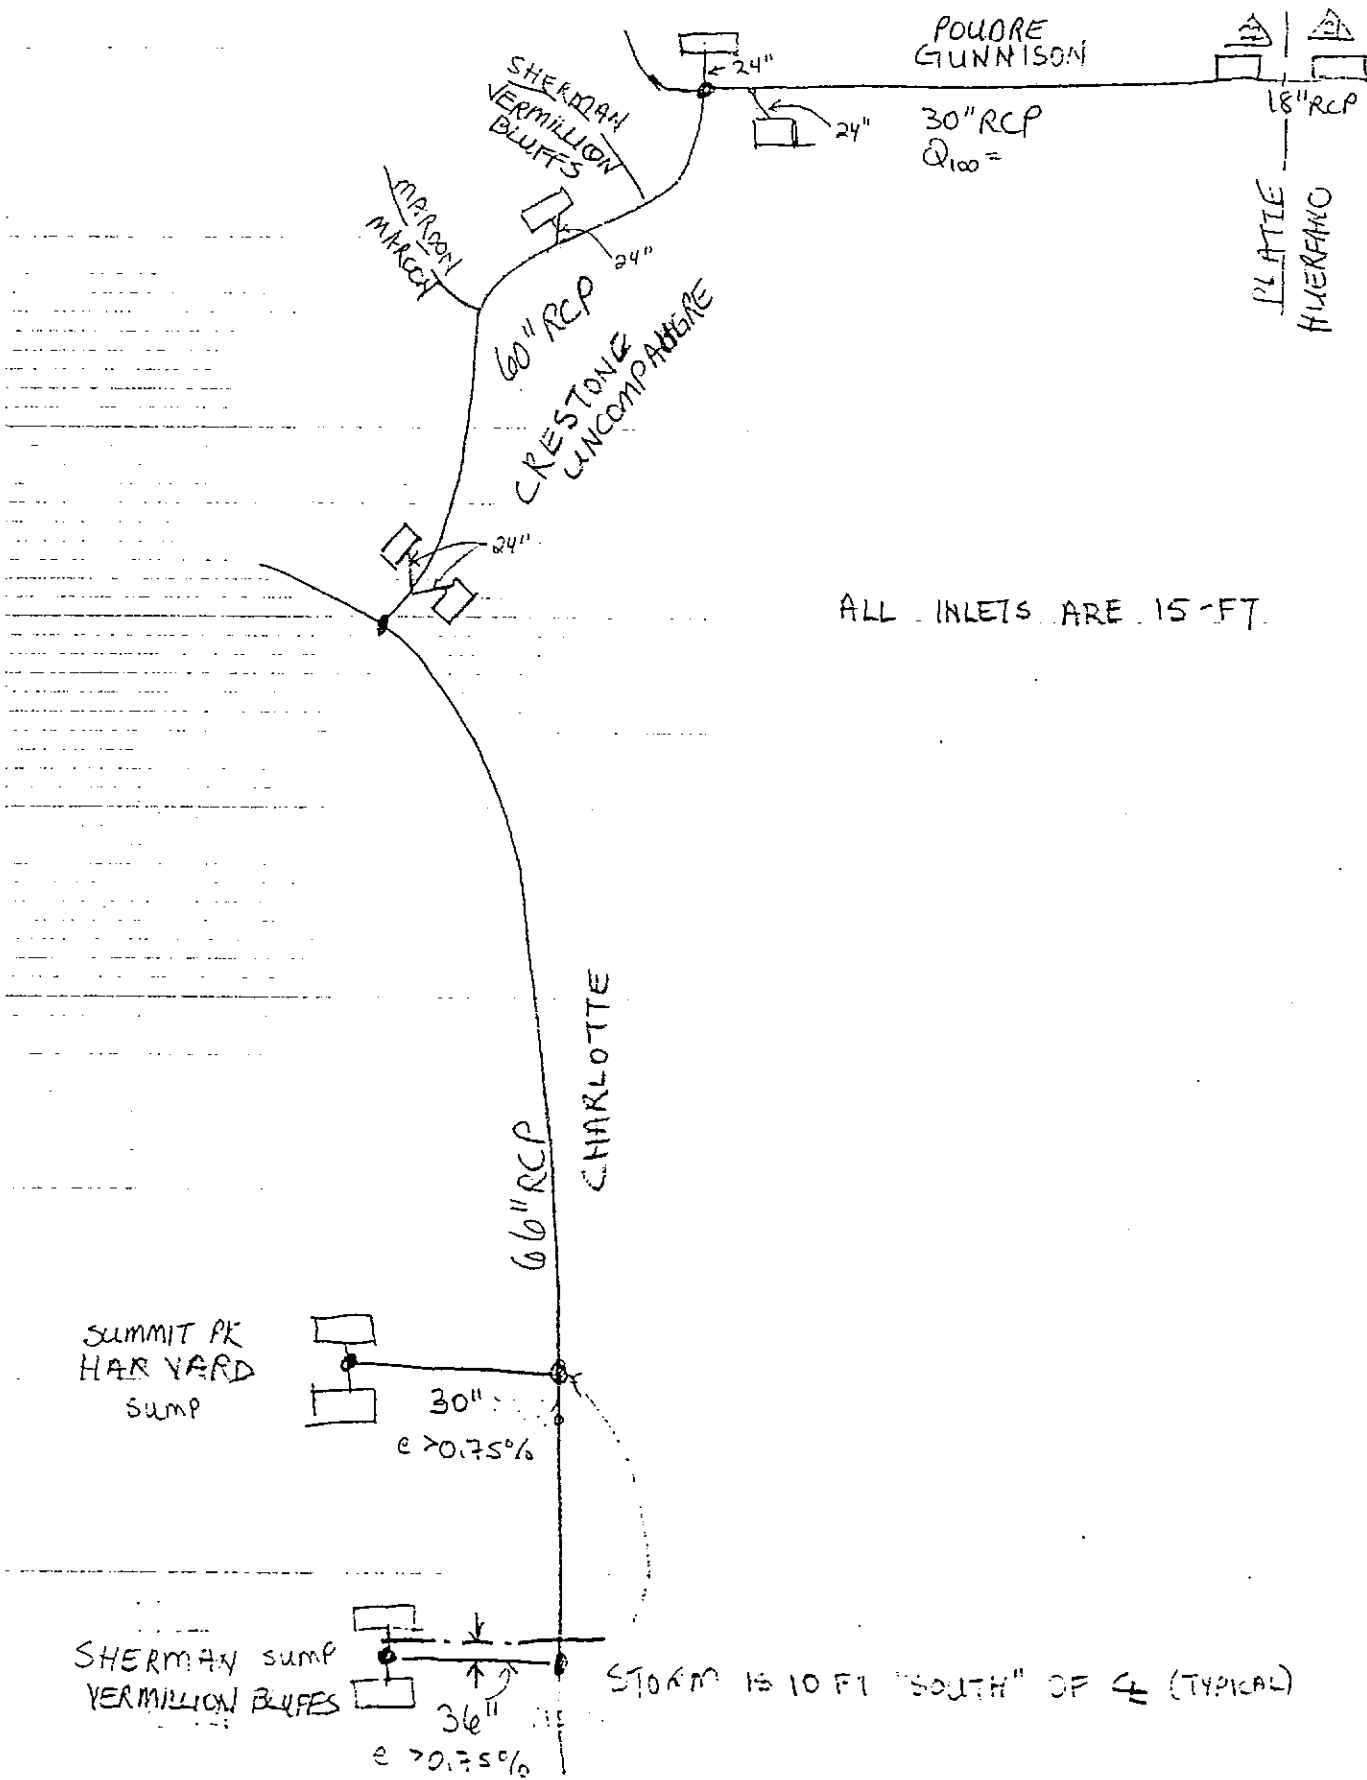 POUDRE
GUNNISON
24"
24"
30" RCP
Q100 =
18" RCP
PLATTE
HUERFANO
SHERMAN
VERMILLION
BLUFFS
24"
MAROON
MAROON
60" RCP
CRESTONE
UNCOMPAHGRE
24"
ALL INLETS ARE 15-FT.
CHARLOTTE
66" RCP
SUMMIT PK
HARVARD
SUMP
30"
@ >0.75%
SHERMAN SUMP
VERMILLION BLUFFS
36"
@ >0.75%
STORM IS 10 FT "SOUTH" OF ℄ (TYPICAL)